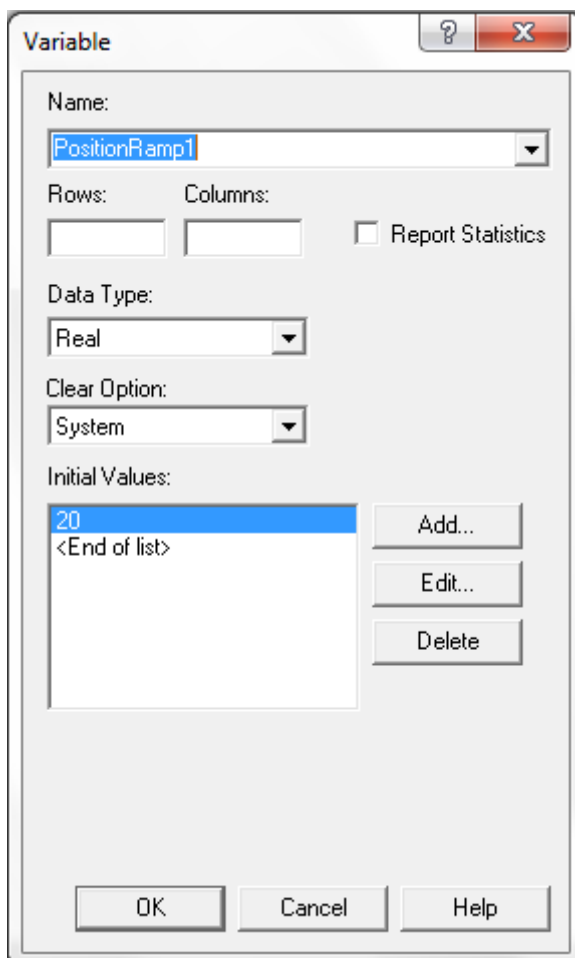 Variable
Name:
PositionRamp1
Rows: Columns:
Report Statistics
Data Type:
Real
Clear Option:
System
Initial Values:
20
<End of list>
Add...
Edit...
Delete
OK Cancel Help